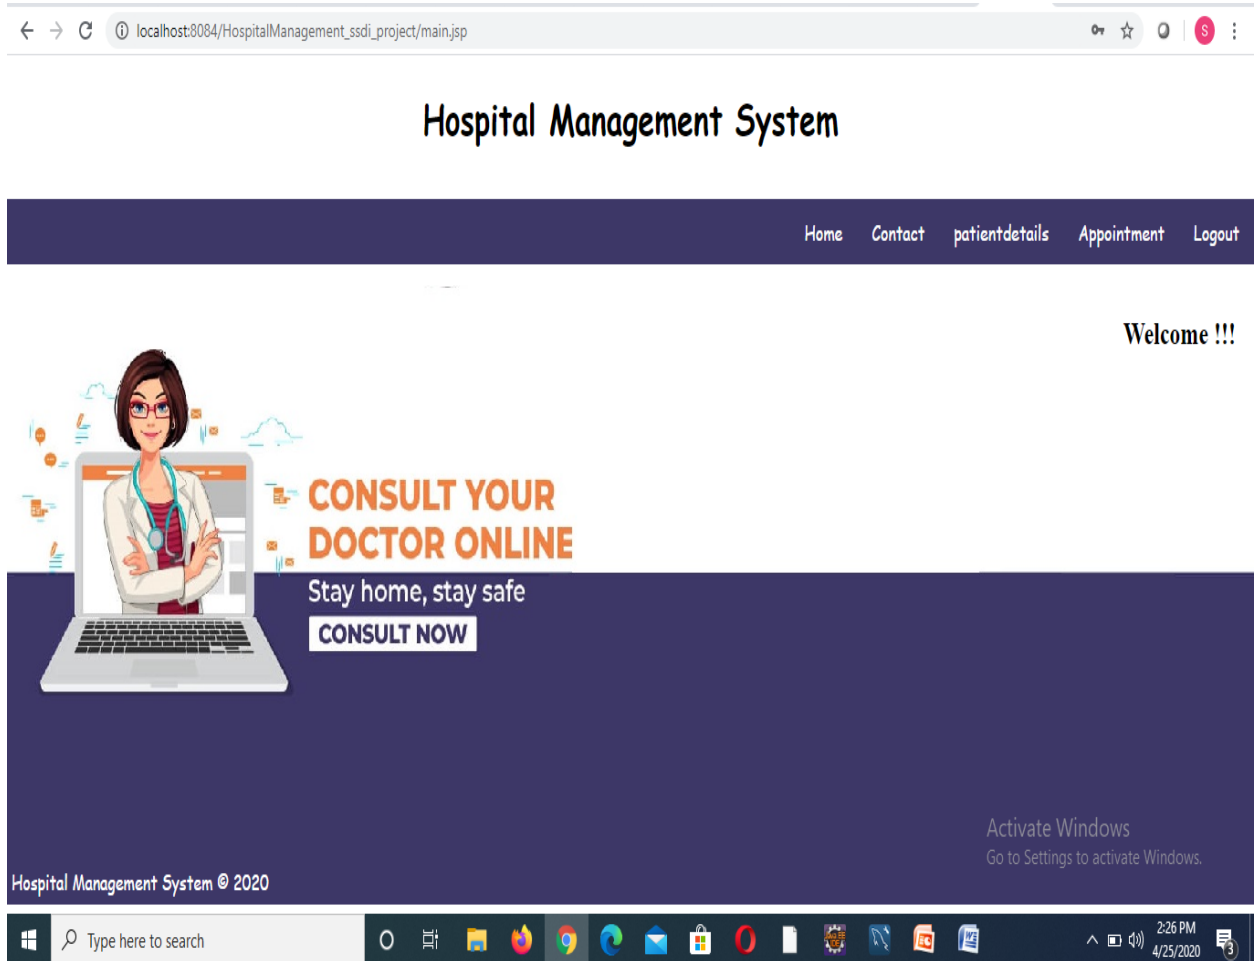 localhost:8084/HospitalManagement_ssdi_project/main.jsp
S
Hospital Management System
Home Contact patientdetails Appointment Logout
Welcome !!!
CONSULT YOUR
DOCTOR ONLINE
Stay home, stay safe
CONSULT NOW
Activate Windows
Go to Settings to activate Windows.
Hospital Management System © 2020
Type here to search
2:26 PM
4/25/2020
3